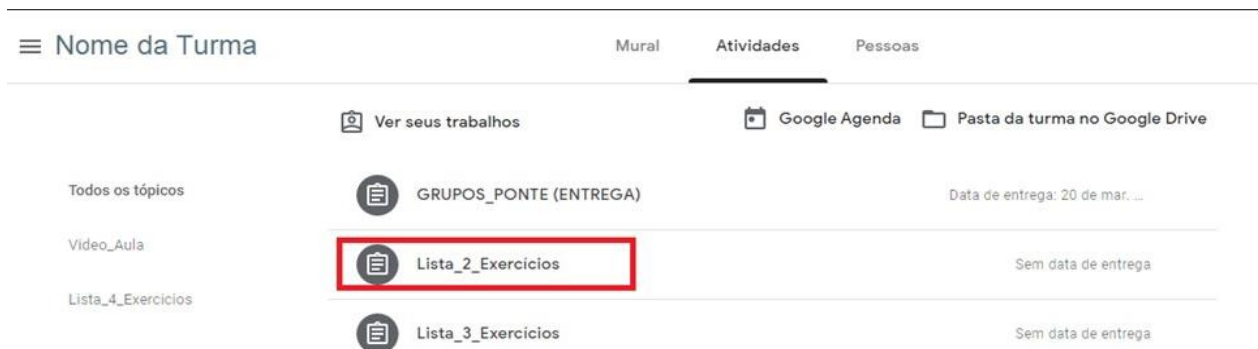 Nome da Turma Mural Atividades Pessoas
Ver seus trabalhos Google Agenda Pasta da turma no Google Drive
Todos os tópicos GRUPOS_PONTE (ENTREGA) Data de entrega: 20 de mar. ...
Video_Aula Lista_2_Exercicios Sem data de entrega
Lista_4_Exercicios
Lista_3_Exercicios Sem data de entrega